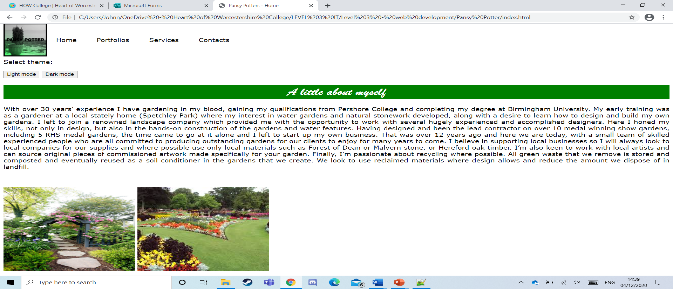 HOW College | Heart of Worces
Microsoft Forms
Pansy Potter - Home
File
Home Portfolios Services Contacts
Select theme:
Light mode Dark mode
A little about myself
With over 30 years' experience I have gardening in my blood, gaining my qualifications from Pershore College and completing my degree at Birmingham University. My early training was
as a gardener at a local stately home (Spetchley Park) where my interest in water gardens and natural stonework developed, along with a desire to learn how to design and build my own
gardens. I left to join a renowned landscape company which provided me with the opportunity to work with several hugely experienced and accomplished designers. Here I honed my
skills, not only in design, but also in the hands-on construction of the gardens and water features. Having designed and been the lead contractor on over 10 medal winning show gardens,
including 5 RHS medal gardens, the time came to go at it alone and I left to start up my own business. That was over 12 years ago and here we are today, with a small team of skilled
experienced people who are all committed to producing outstanding gardens for our clients to enjoy for many years to come. I believe in supporting local businesses so I will always look to
local companies for our supplies and where possible use only local materials such as Forest of Dean or Malvern stone, or Hereford oak timber. I'm also keen to work with local artists and
can source original pieces of commissioned artwork made specifically for your garden. Finally, I'm passionate about recycling where possible. All green waste that we remove is stored and
composted and eventually reused as a soil conditioner in the gardens that we create. We look to use reclaimed materials where design allows and reduce the amount we dispose of in
landfill.
Type here to search
ENG